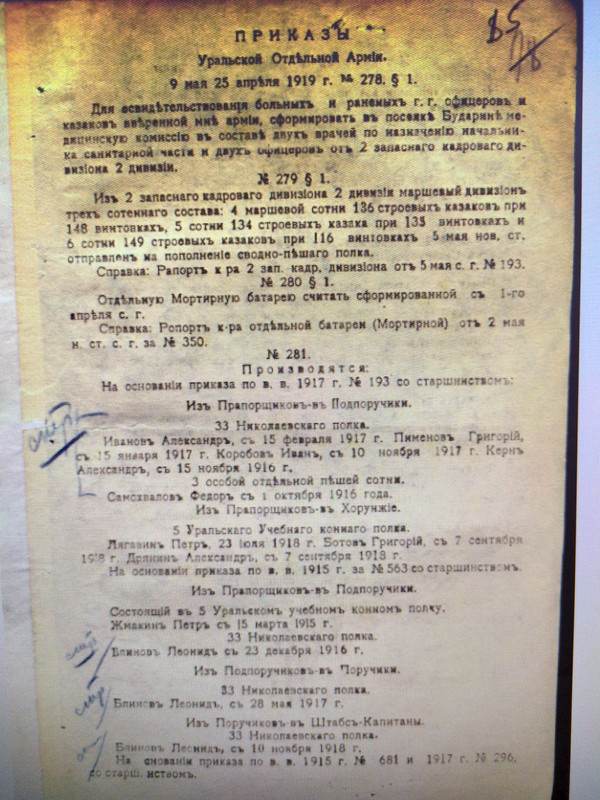 ПРИКАЗЫ
Уральской Отдѣльной Арміи.
9 мая 25 апрѣля 1919 г. № 278. § 1.
Для освидѣтельствованія больныхъ и раненыхъ г. г. офицеровъ и
казаковъ ввѣренной мнѣ арміи, сформировать въ поселкѣ Бударинѣ ме-
дицинскую комиссію въ составѣ двухъ врачей по назначенію начальни-
ка санитарной части и двухъ офицеровъ отъ 2 запаснаго кадроваго ди-
визіона 2 дивизіи.
№ 279 § 1.
Изъ 2 запаснаго кадроваго дивизіона 2 дивизіи маршевый дивизіонъ
трехъ сотеннаго состава: 4 маршевой сотни 136 строевыхъ казаковъ при
148 винтовкахъ, 5 сотни 134 строевыхъ казака при 135 винтовкахъ и
6 сотни 149 строевыхъ казаковъ при 116 винтовкахъ 5 мая нов. ст.
отправленъ на пополненіе сводно-пѣшаго полка.
Справка: Рапортъ к-ра 2 зап. кадр. дивизіона отъ 5 мая с. г. № 193.
№ 280 § 1.
Отдѣльную Мортирную батарею считать сформированной съ 1-го
апрѣля с. г.
Справка: Репортъ к-ра отдѣльной батареи (Мортирной) отъ 2 мая
н. ст. с. г. за № 350.
№ 281.
Производятся:
На основаніи приказа по в. в. 1917 г. № 193 со старшинствомъ:
Изъ Прапорщиковъ-въ Подпоручики.
33 Николаевскаго полка.
Ивановъ Александръ, съ 15 февраля 1917 г. Пименовъ Григорій,
съ 15 января 1917 г. Коробовъ Иванъ, съ 10 ноября 1917 г. Кернъ
Александръ, съ 15 ноября 1916 г.
3 особой отдѣльной пѣшей сотни.
Самохваловъ Федоръ съ 1 октября 1916 года.
Изъ Прапорщиковъ-въ Хорунжіе.
5 Уральскаго Учебнаго коннаго полка.
Лягавинъ Петръ, 23 іюля 1918 г. Ботовъ Григорій, съ 7 сентября
1918 г. Дрянинъ Александръ, съ 7 сентября 1918 г.
На основаніи приказа по в. в. 1915 г. за № 563 со старшинствомъ.
Изъ Прапорщиковъ-въ Подпоручики.
Состоящій въ 5 Уральскомъ учебномъ конномъ полку.
Жмакинъ Петръ съ 15 марта 1915 г.
33 Николаевскаго полка.
Блиновъ Леонидъ съ 23 декабря 1916 г.
Изъ Подпоручиковъ-въ Поручики.
33 Николаевскаго полка.
Блиновъ Леонидъ, съ 28 мая 1917 г.
Изъ Поручиковъ-въ Штабсъ-Капитаны.
33 Николаевскаго полка.
Блиновъ Леонидъ, съ 10 ноября 1918 г.
На снованіи приказа по в. в. 1915 г. № 681 и 1917 г. № 296,
со старш. нствомъ.